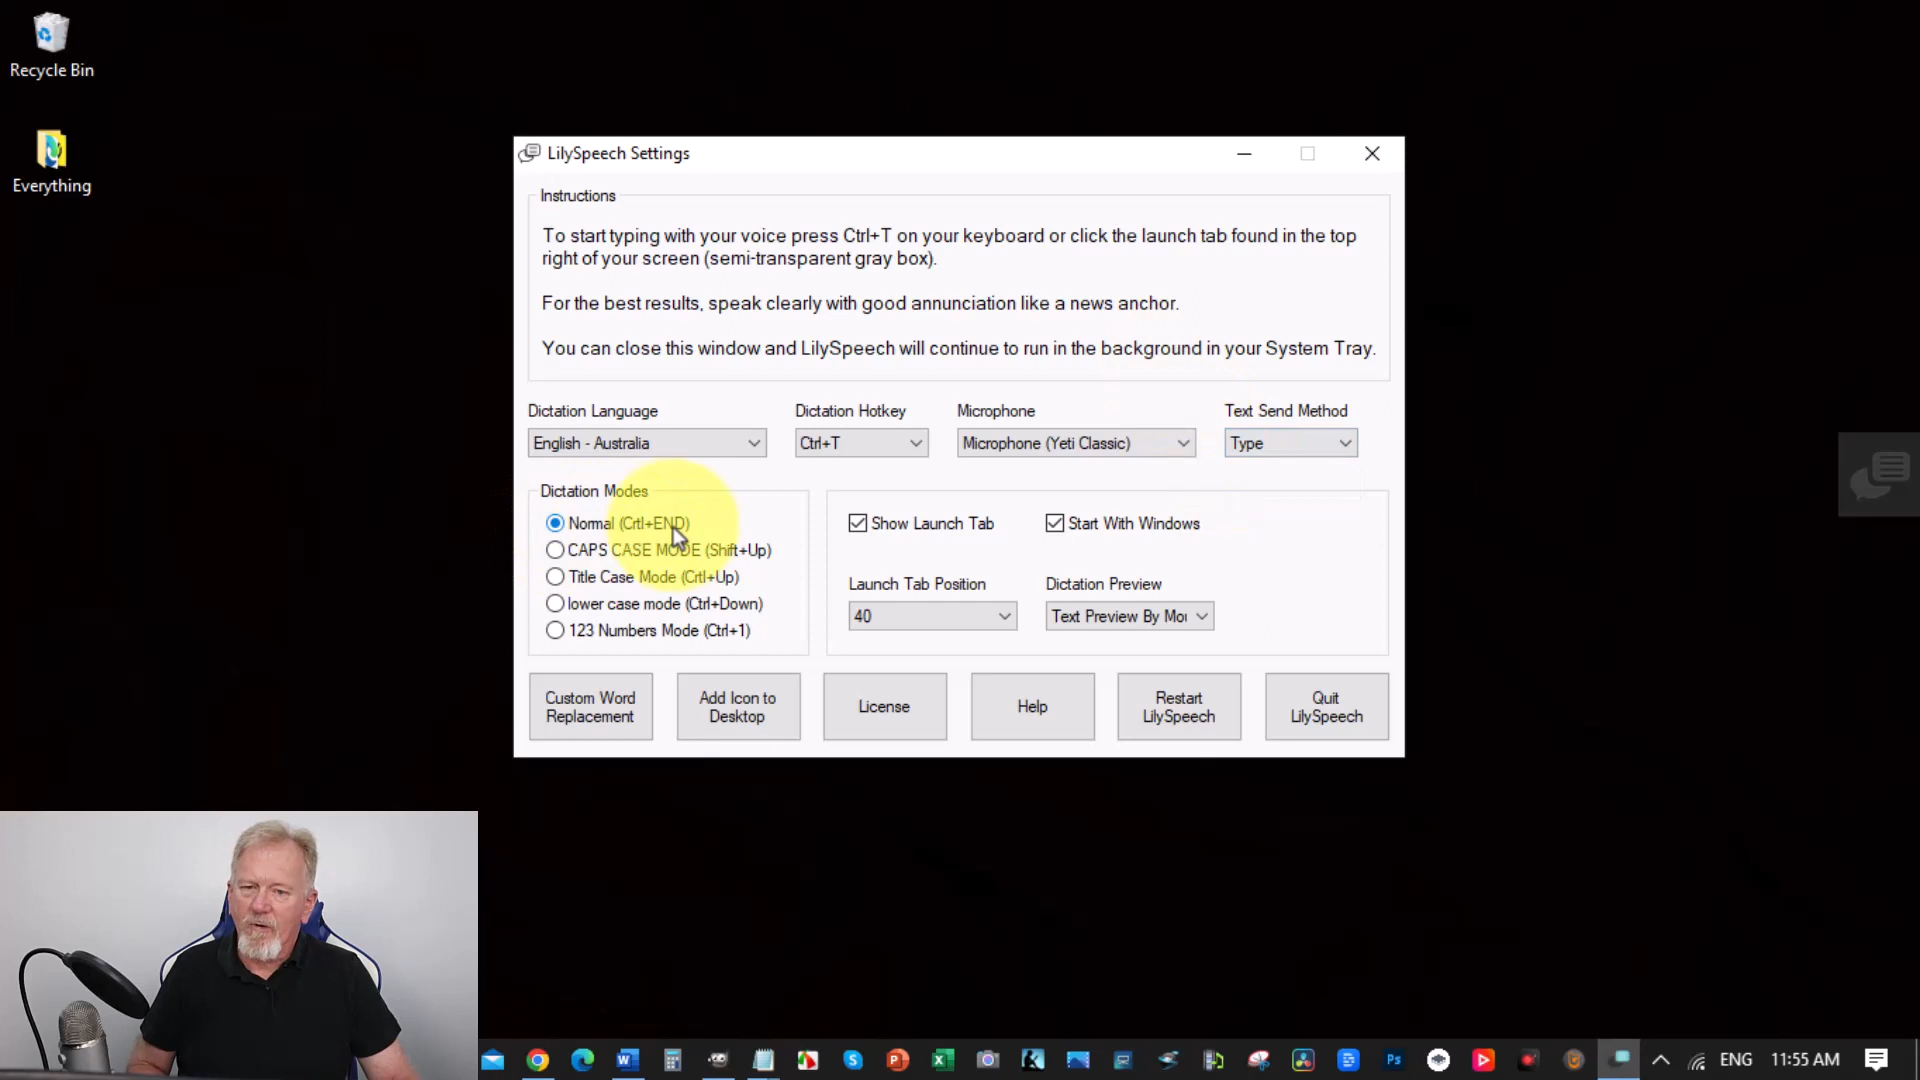 Recycle Bin
Everything
LilySpeech Settings
Instructions
To start typing with your voice press Ctrl+T on your keyboard or click the launch tab found in the top
right of your screen (semi-transparent gray box).
For the best results, speak clearly with good annunciation like a news anchor.
You can close this window and LilySpeech will continue to run in the background in your System Tray.
Dictation Language
Dictation Hotkey
Microphone
Text Send Method
English - Australia
Ctrl+T
Microphone (Yeti Classic)
Type
Dictation Modes
Normal (Crtl+END)
CAPS CASE MODE (Shift+Up)
Title Case Mode (Crtl+Up)
lower case mode (Ctrl+Down)
123 Numbers Mode (Ctrl+1)
Show Launch Tab
Start With Windows
Launch Tab Position
Dictation Preview
40
Text Preview By Mou
Custom Word
Replacement
Add Icon to
Desktop
License
Help
Restart
LilySpeech
Quit
LilySpeech
ENG
11:55 AM